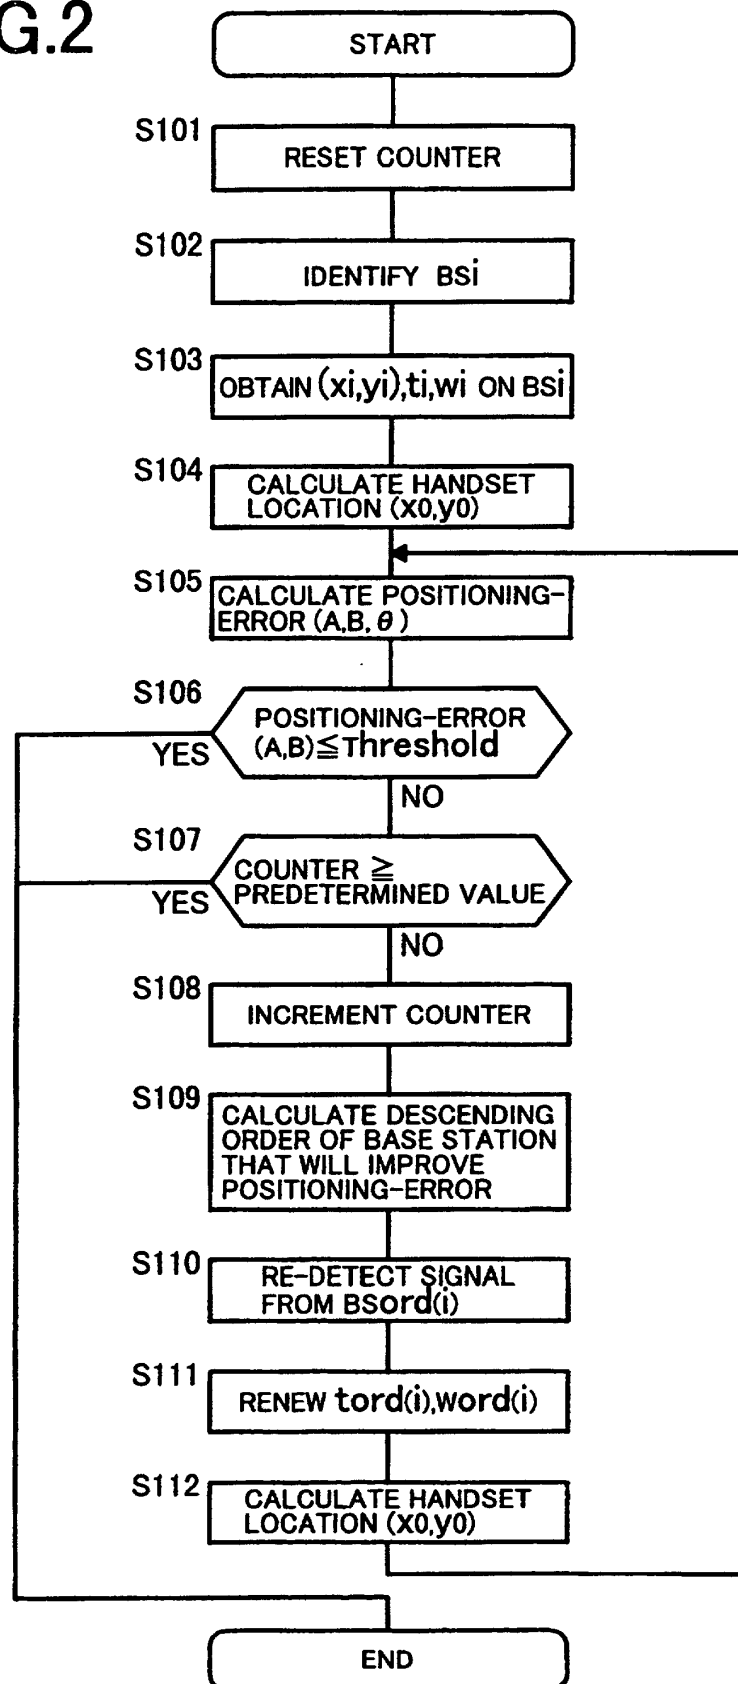 G.2
START
S101
RESET COUNTER
S102
IDENTIFY BSi
S103
OBTAIN (xi,yi),ti,wi ON BSi
S104
CALCULATE HANDSET
LOCATION (x0,y0)
S105
CALCULATE POSITIONING-
ERROR (A,B, θ)
S106
POSITIONING-ERROR
(A,B)≦Threshold
YES
NO
S107
COUNTER ≧
PREDETERMINED VALUE
YES
NO
S108
INCREMENT COUNTER
S109
CALCULATE DESCENDING
ORDER OF BASE STATION
THAT WILL IMPROVE
POSITIONING-ERROR
S110
RE-DETECT SIGNAL
FROM BSord(i)
S111
RENEW tord(i),word(i)
S112
CALCULATE HANDSET
LOCATION (x0,y0)
END